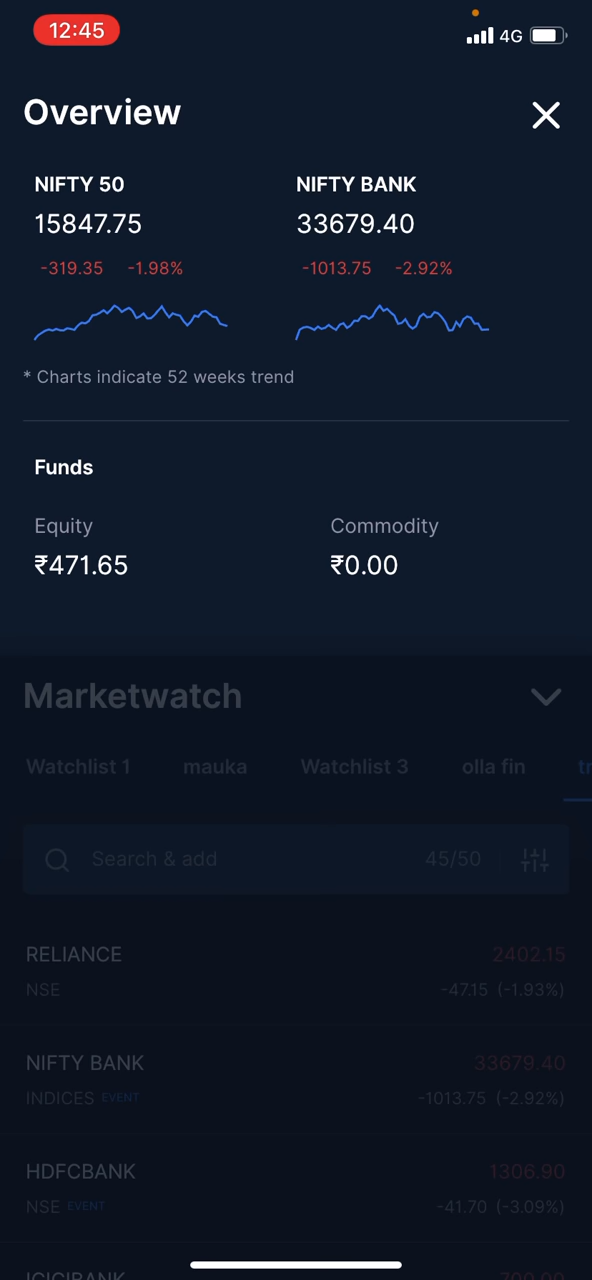 12:45
4G
Overview
NIFTY 50 NIFTY BANK
15847.75 33679.40
-319.35 -1.98% -1013.75 -2.92%
* Charts indicate 52 weeks trend
Funds
Equity Commodity
₹471.65 ₹0.00
Marketwatch
Watchlist 1 mauka Watchlist 3 olla fin
Search & add 45/50
RELIANCE 2402.15
NSE -47.15 (-1.93%)
NIFTY BANK 33679.40
INDICES EVENT -1013.75 (-2.92%)
HDFCBANK 1306.90
NSE EVENT -41.70 (-3.09%)
ICICIBANK